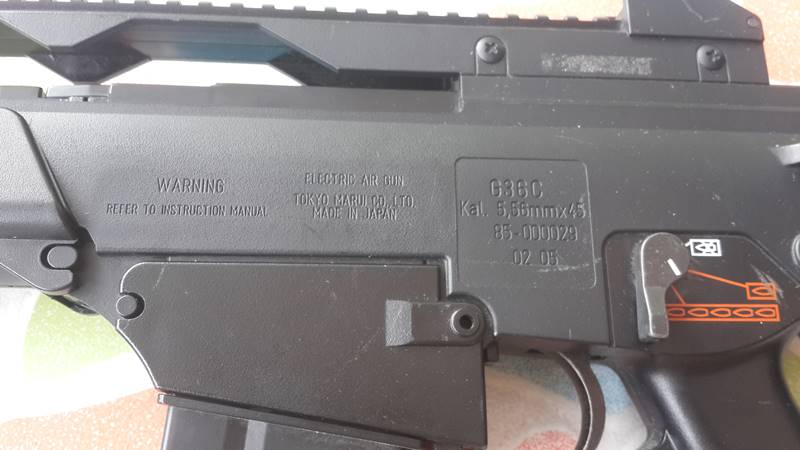 WARNING
REFER TO INSTRUCTION MANUAL
ELECTRIC AIR GUN
TOKYO MARUI CO., LTD.
MADE IN JAPAN
G36C
Kal. 5,56mmx45
85-000029
02 05